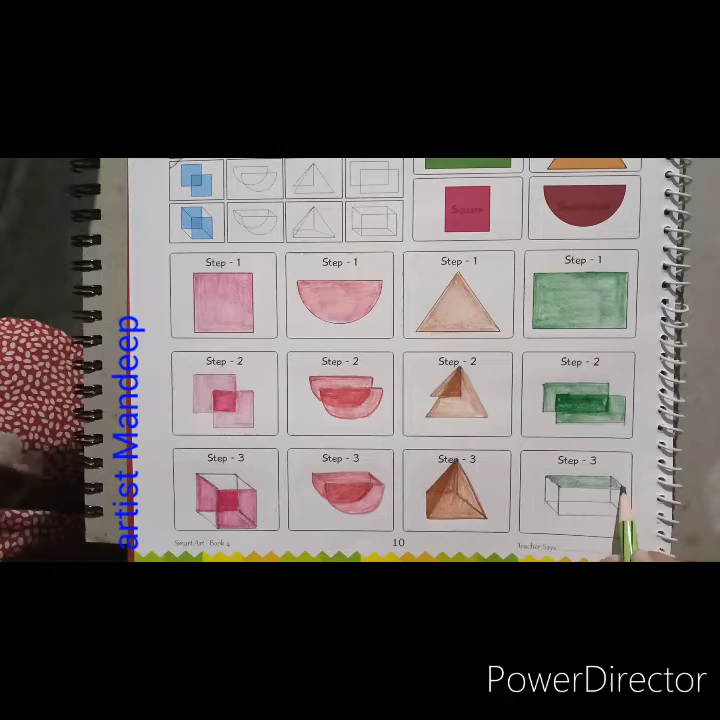 Square
Step - 1
Step - 1
Step - 1
Step - 1
Step - 2
Step - 2
Step - 2
Step - 2
Step - 3
Step - 3
Step - 3
Step - 3
Smart Art Book 4
10
Teacher Says
artist Mandeep
PowerDirector